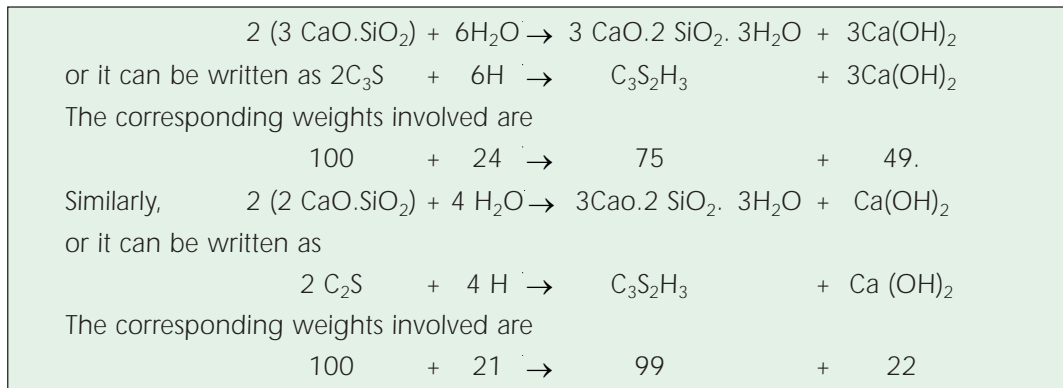 2 (3 CaO.SiO₂) + 6H₂O → 3 CaO.2 SiO₂. 3H₂O + 3Ca(OH)₂
or it can be written as 2C₃S + 6H → C₃S₂H₃ + 3Ca(OH)₂
The corresponding weights involved are
100 + 24 → 75 + 49.
Similarly, 2 (2 CaO.SiO₂) + 4 H₂O → 3Cao.2 SiO₂. 3H₂O + Ca(OH)₂
or it can be written as
2 C₂S + 4 H → C₃S₂H₃ + Ca (OH)₂
The corresponding weights involved are
100 + 21 → 99 + 22